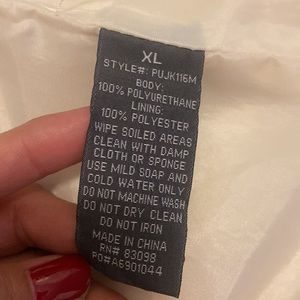 XL
STYLE#: PUJK116M
BODY:
100% POLYURETHANE
LINING:
100% POLYESTER
WIPE SOILED AREAS
CLEAN WITH DAMP
CLOTH OR SPONGE
USE MILD SOAP AND
COLD WATER ONLY
DO NOT MACHINE WASH
DO NOT DRY CLEAN
DO NOT IRON
MADE IN CHINA
RN# 83098
PO#A6901044